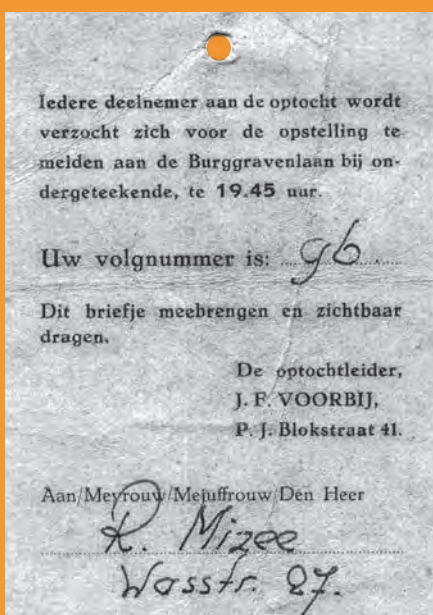 Iedere deelnemer aan de optocht wordt
verzocht zich voor de opstelling te
melden aan de Burggravenlaan bij on-
dergeteekende, te 19.45 uur.
Uw volgnummer is: 96
Dit briefje meebrengen en zichtbaar
dragen.
De optochtleider,
J. F. VOORBIJ,
P. J. Blokstraat 41.
Aan/Mevrouw/Mejuffrouw/Den Heer
R. Mizee
Wasstr. 27.